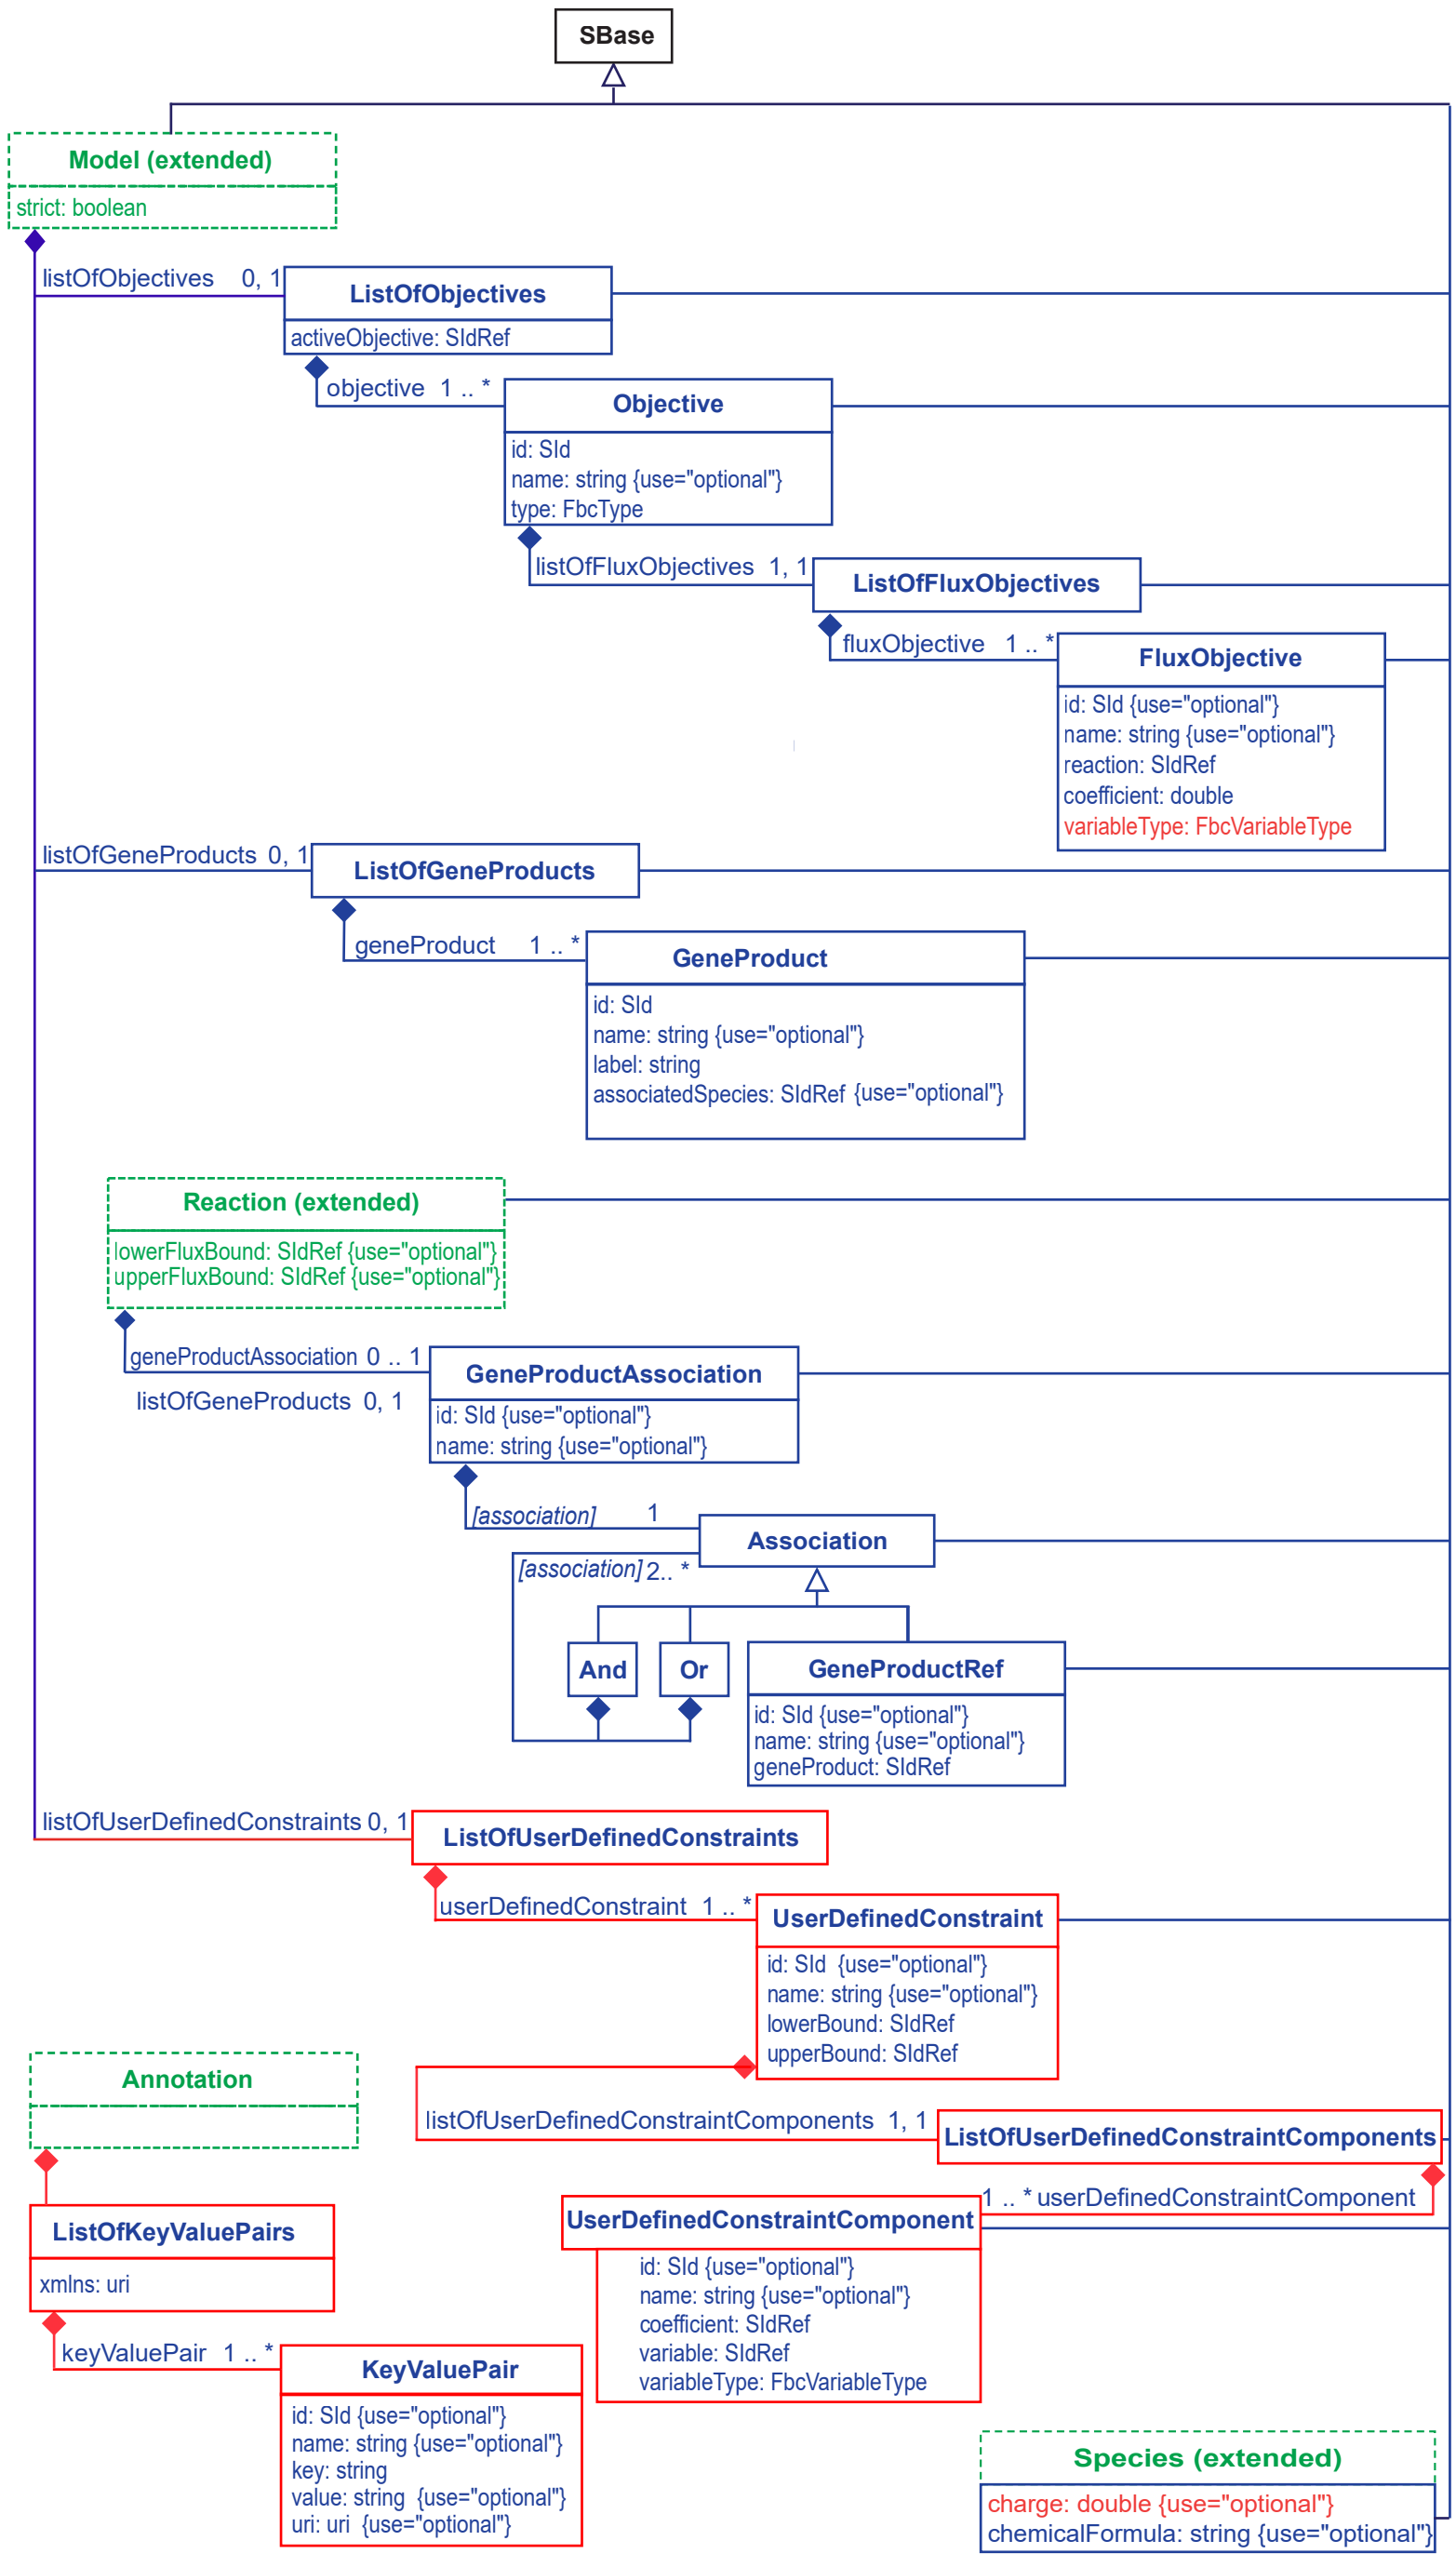 SBase
Model (extended)
strict: boolean
listOfObjectives 0, 1
ListOfObjectives
activeObjective: SIdRef
objective 1 .. *
Objective
id: SId
name: string {use="optional"}
type: FbcType
listOfFluxObjectives 1, 1
ListOfFluxObjectives
fluxObjective 1 .. *
FluxObjective
id: SId {use="optional"}
name: string {use="optional"}
reaction: SIdRef
coefficient: double
variableType: FbcVariableType
listOfGeneProducts 0, 1
ListOfGeneProducts
geneProduct 1 .. *
GeneProduct
id: SId
name: string {use="optional"}
label: string
associatedSpecies: SIdRef {use="optional"}
Reaction (extended)
lowerFluxBound: SIdRef {use="optional"}
upperFluxBound: SIdRef {use="optional"}
geneProductAssociation 0 .. 1
listOfGeneProducts 0, 1
GeneProductAssociation
id: SId {use="optional"}
name: string {use="optional"}
[association] 1
Association
[association] 2.. *
And
Or
GeneProductRef
id: SId {use="optional"}
name: string {use="optional"}
geneProduct: SIdRef
listOfUserDefinedConstraints 0, 1
ListOfUserDefinedConstraints
userDefinedConstraint 1 .. *
UserDefinedConstraint
id: SId {use="optional"}
name: string {use="optional"}
lowerBound: SIdRef
upperBound: SIdRef
Annotation
listOfUserDefinedConstraintComponents 1, 1
ListOfUserDefinedConstraintComponents
1 .. * userDefinedConstraintComponent
UserDefinedConstraintComponent
id: SId {use="optional"}
name: string {use="optional"}
coefficient: SIdRef
variable: SIdRef
variableType: FbcVariableType
ListOfKeyValuePairs
xmlns: uri
keyValuePair 1 .. *
KeyValuePair
id: SId {use="optional"}
name: string {use="optional"}
key: string
value: string {use="optional"}
uri: uri {use="optional"}
Species (extended)
charge: double {use="optional"}
chemicalFormula: string {use="optional"}